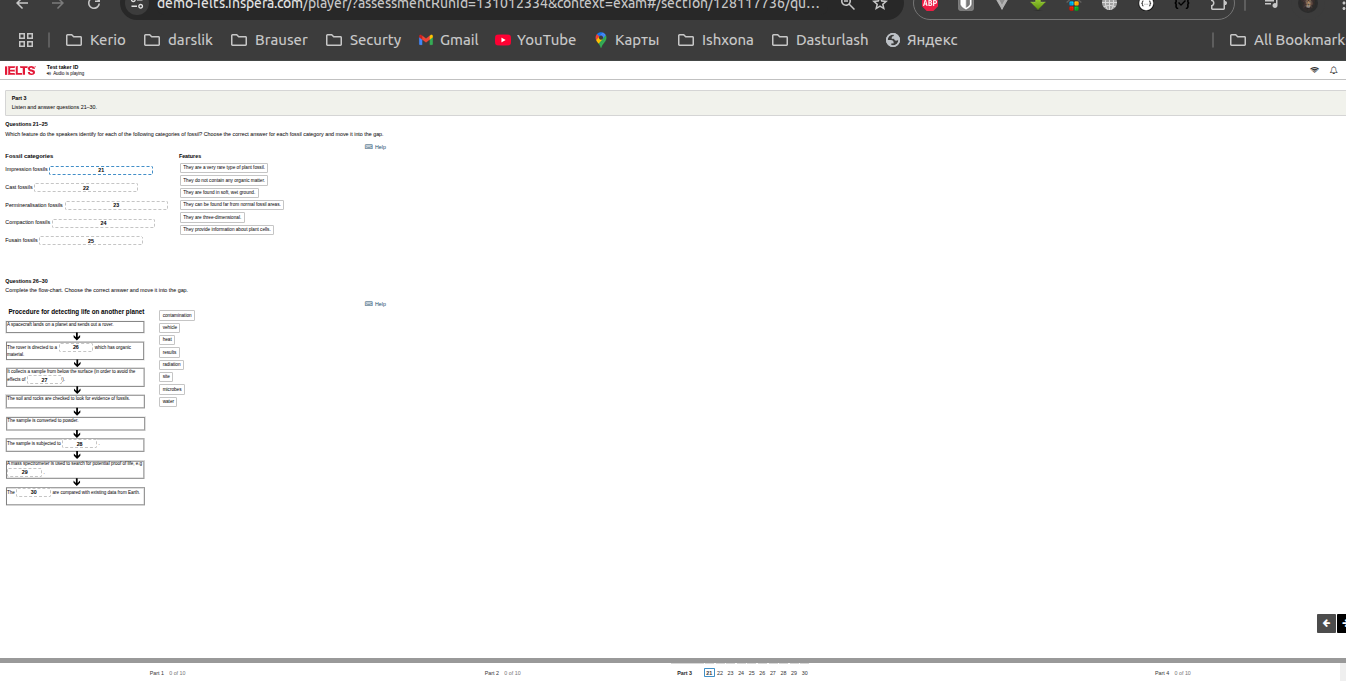 demo-ielts.inspera.com/player/?assessmentRunId=131012334&context=exam#/section/128117736/qu...
ABP
Kerio darslik Brauser Securty Gmail YouTube Карты Ishxona Dasturlash Яндекс All Bookmark
IELTS Test taker ID
Audio is playing
Part 3
Listen and answer questions 21–30.
Questions 21–25
Which feature do the speakers identify for each of the following categories of fossil? Choose the correct answer for each fossil category and move it into the gap.
Help
Fossil categories
Impression fossils 21
Cast fossils 22
Permineralisation fossils 23
Compaction fossils 24
Fusain fossils 25
Features
They are a very rare type of plant fossil.
They do not contain any organic matter.
They are found in soft, wet ground.
They can be found far from normal fossil areas.
They are three-dimensional.
They provide information about plant cells.
Questions 26–30
Complete the flow-chart. Choose the correct answer and move it into the gap.
Help
Procedure for detecting life on another planet
A spacecraft lands on a planet and sends out a rover.
The rover is directed to a 26 which has organic
material.
It collects a sample from below the surface (in order to avoid the
effects of 27 ).
The soil and rocks are checked to look for evidence of fossils.
The sample is converted to powder.
The sample is subjected to 28 .
A mass spectrometer is used to search for potential proof of life, e.g
29 .
The 30 are compared with existing data from Earth.
contamination
vehicle
heat
results
radiation
site
microbes
water
Part 1 0 of 10 Part 2 0 of 10 Part 3 21 22 23 24 25 26 27 28 29 30 Part 4 0 of 10